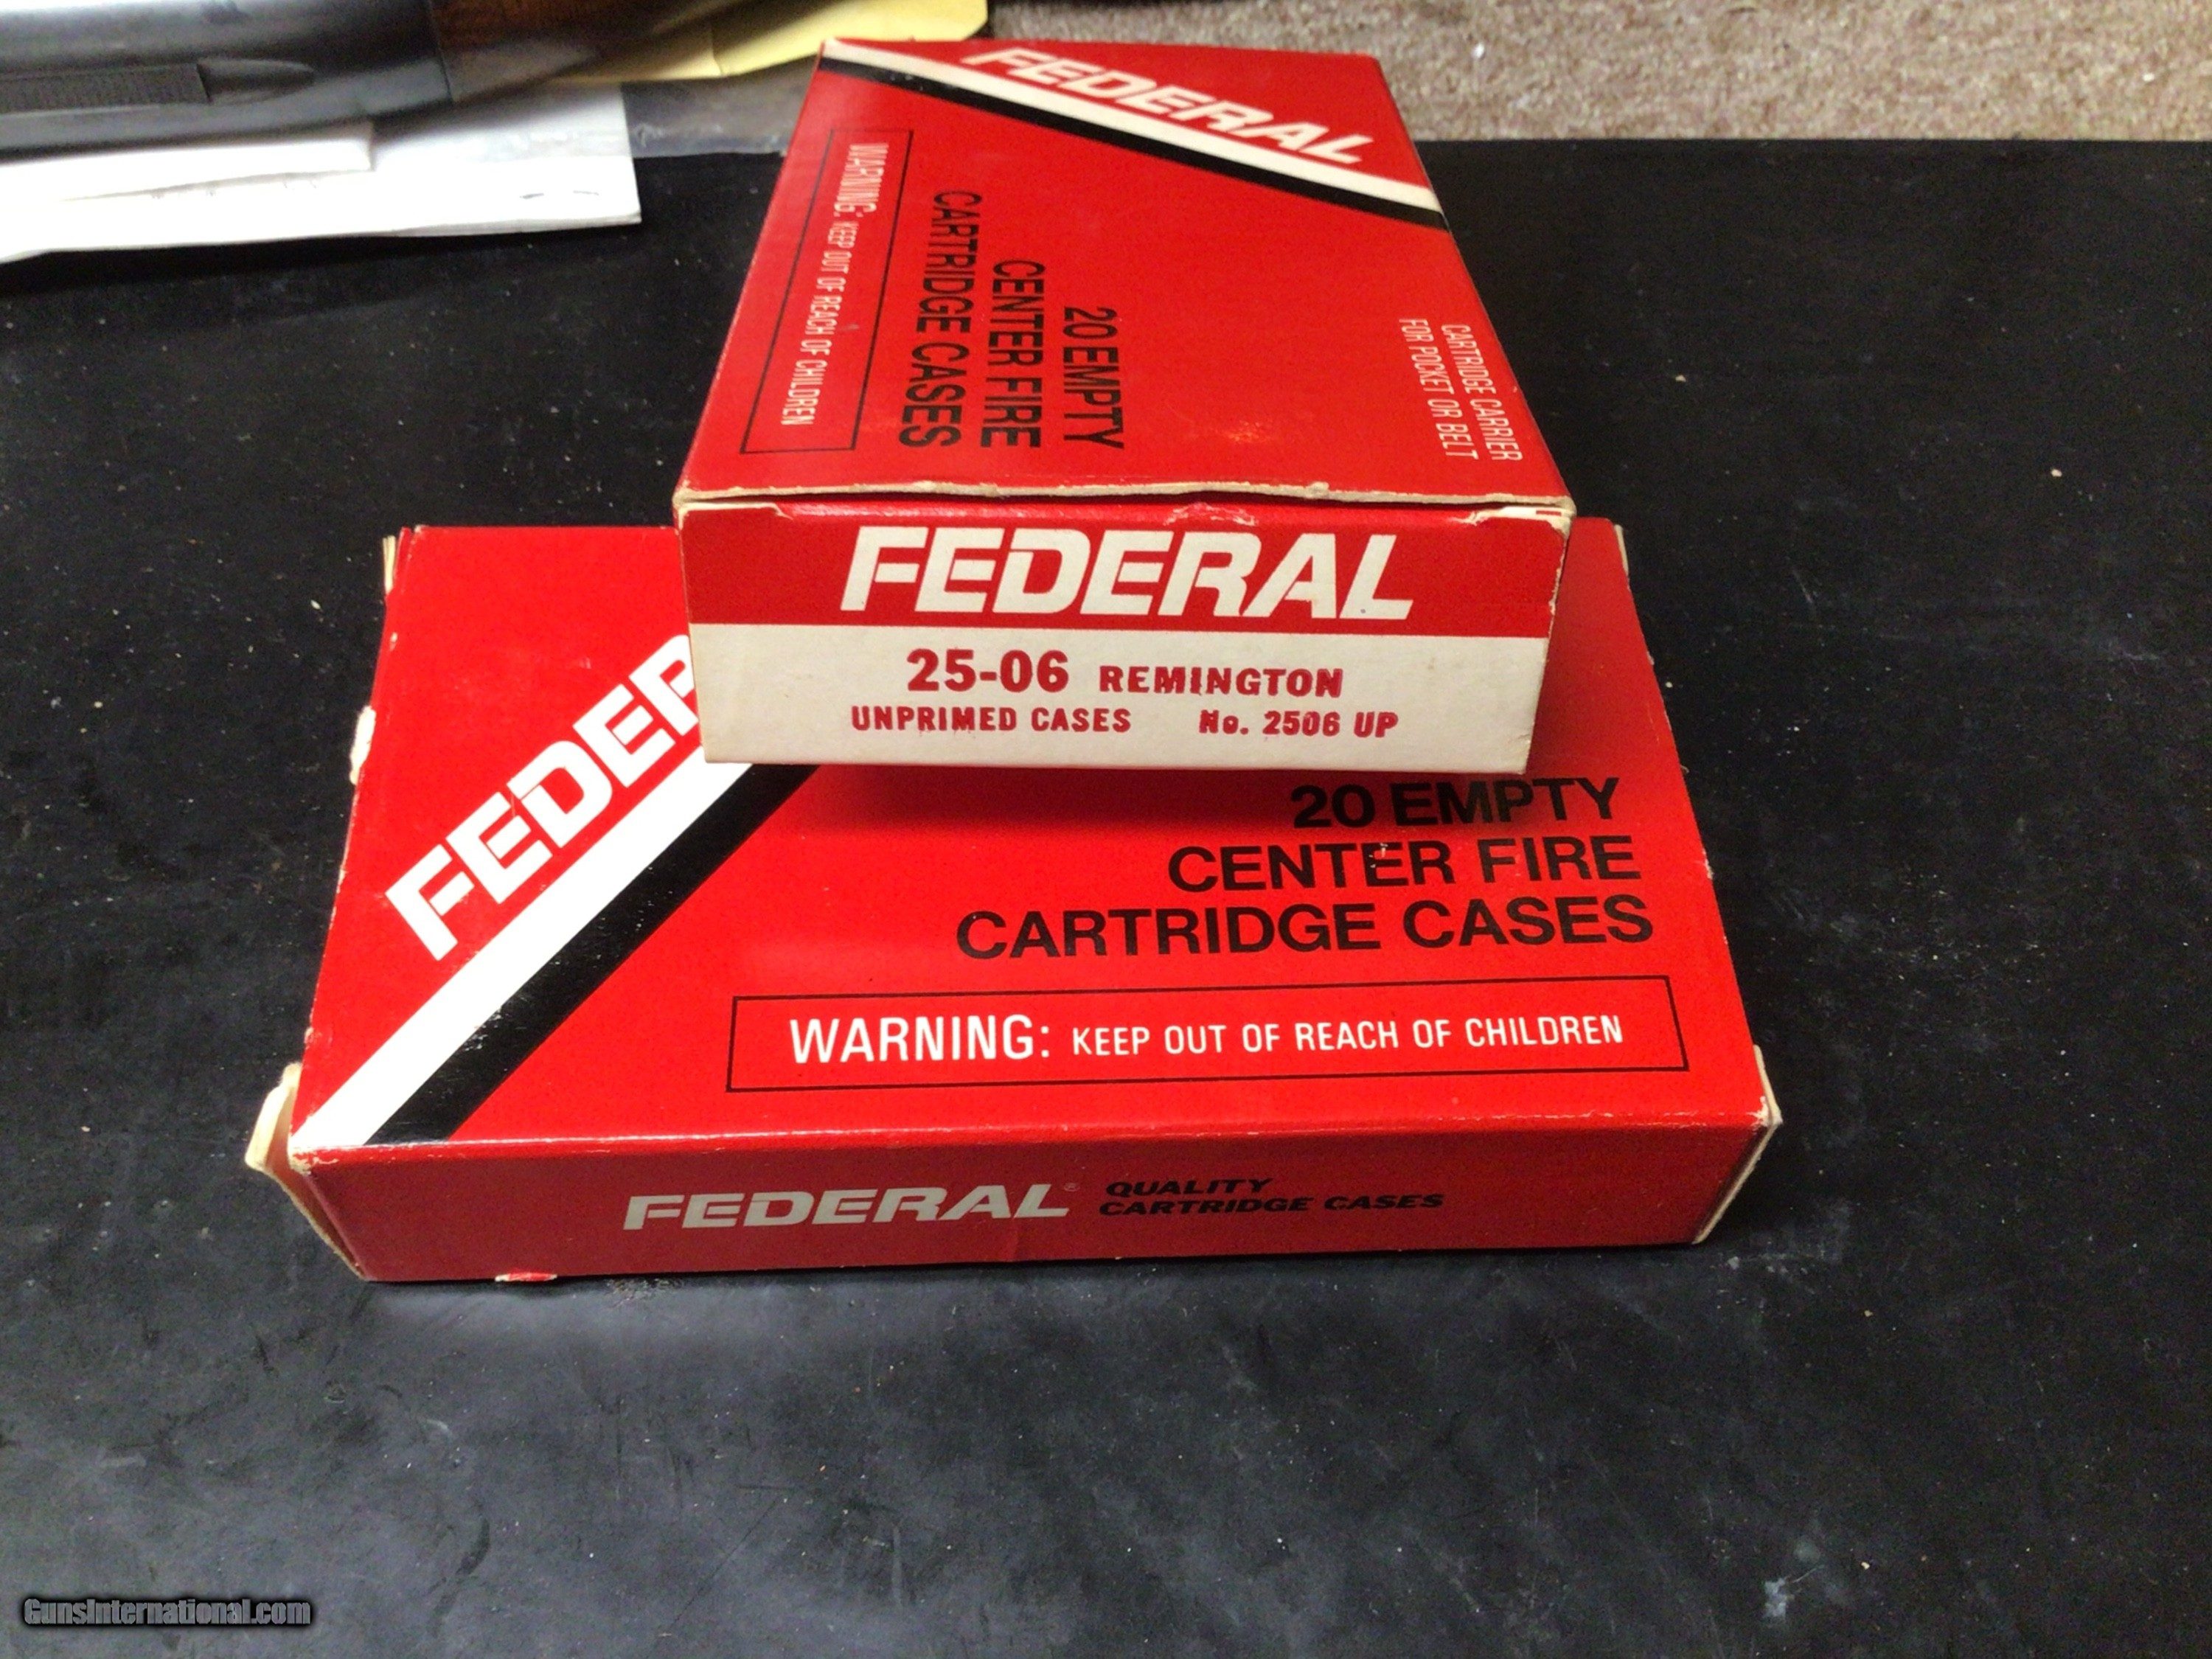 FEDERAL
WARNING: KEEP OUT OF REACH OF CHILDREN
20 EMPTY
CENTER FIRE
CARTRIDGE CASES
CARTRIDGE CARRIER
FOR POCKET OR BELT
FEDERAL
25-06 REMINGTON
UNPRIMED CASES No. 2506 UP
FEDER
20 EMPTY
CENTER FIRE
CARTRIDGE CASES
WARNING: KEEP OUT OF REACH OF CHILDREN
FEDERAL® QUALITY
CARTRIDGE CASES
GunsInternational.com